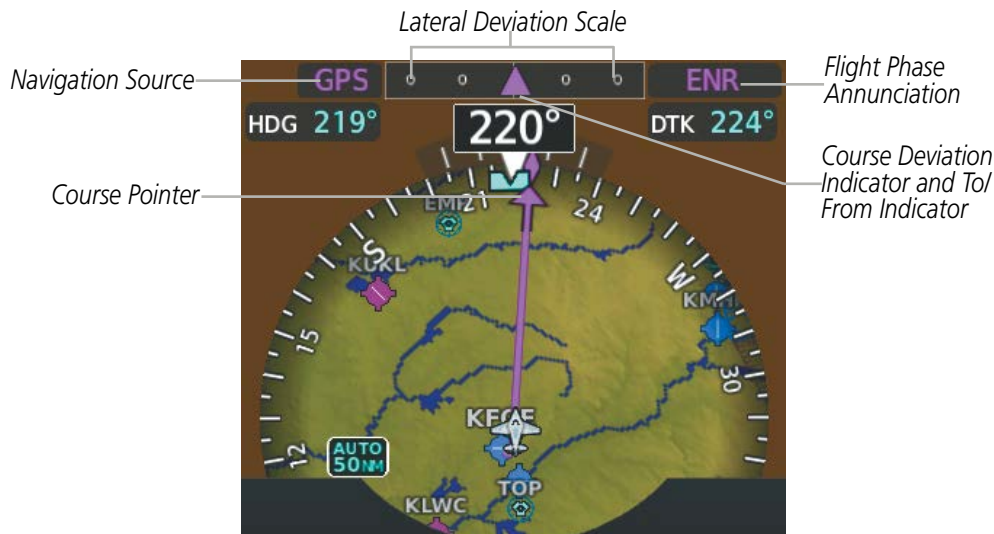 Lateral Deviation Scale
Navigation Source
GPS
ENR
Flight Phase
Annunciation
HDG 219°
220°
DTK 224°
Course Deviation
Indicator and To/
From Indicator
Course Pointer
21
24
S
KUKL
W
15
30
12
AUTO
50NM
TOP
KLWC